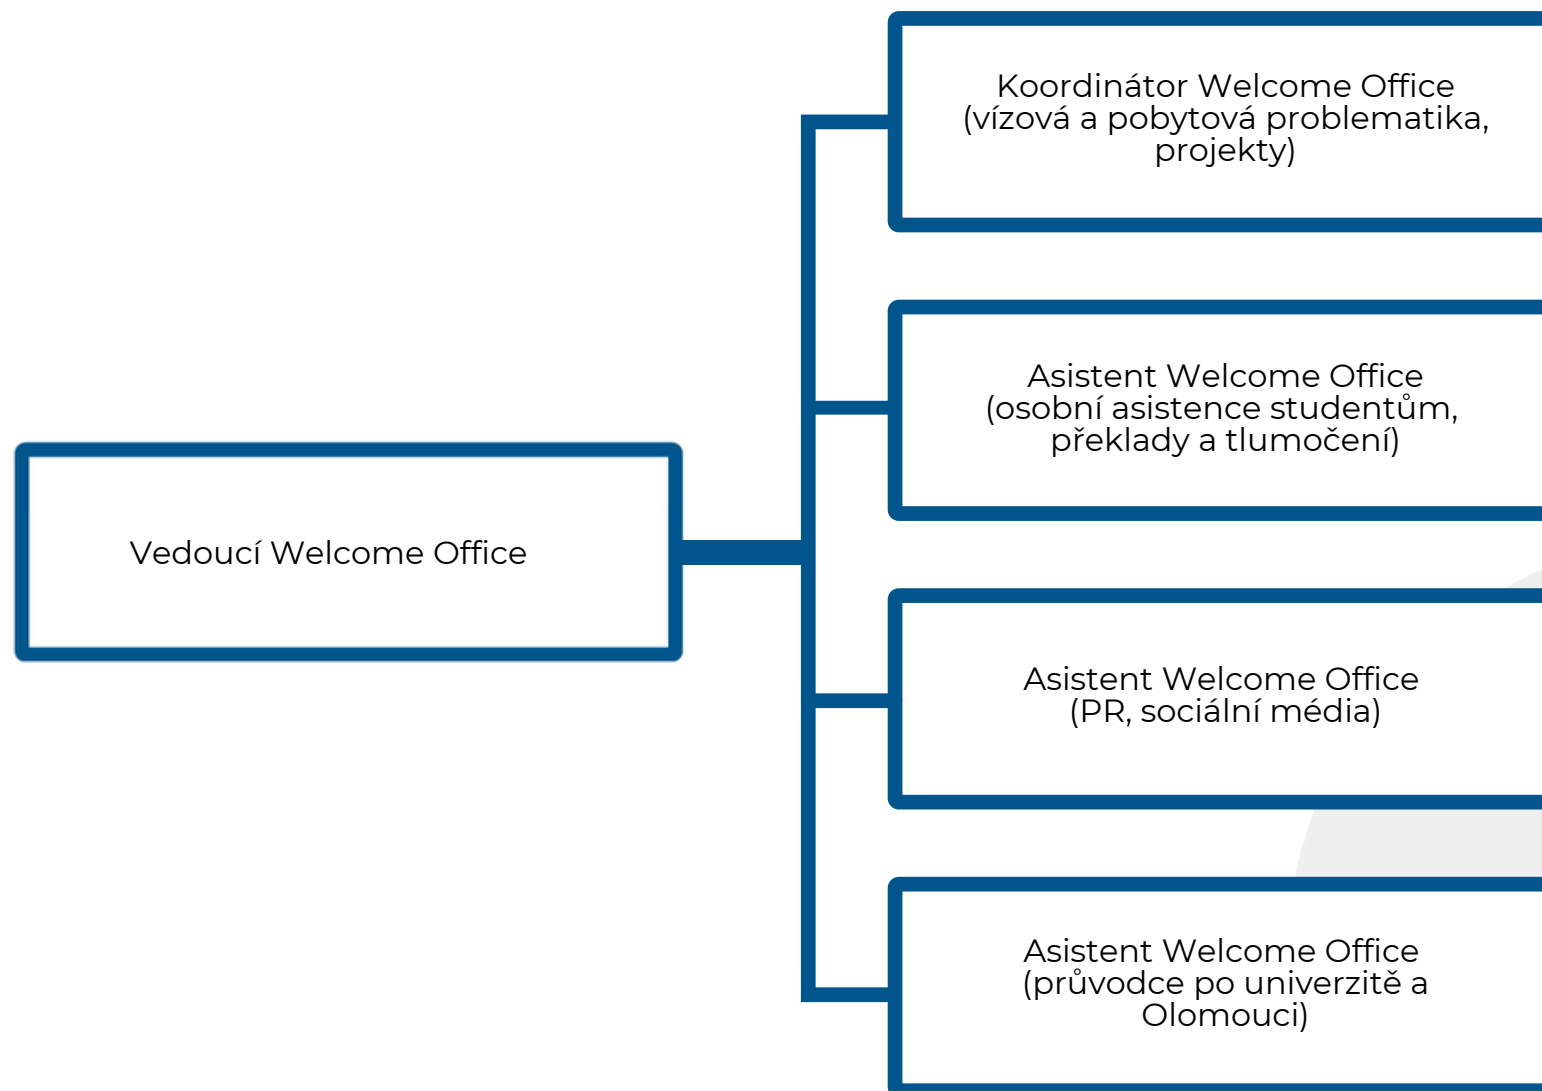 Koordinátor Welcome Office
(vízová a pobytová problematika,
projekty)
Asistent Welcome Office
(osobní asistence studentům,
překlady a tlumočení)
Vedoucí Welcome Office
Asistent Welcome Office
(PR, sociální média)
Asistent Welcome Office
(průvodce po univerzitě a
Olomouci)